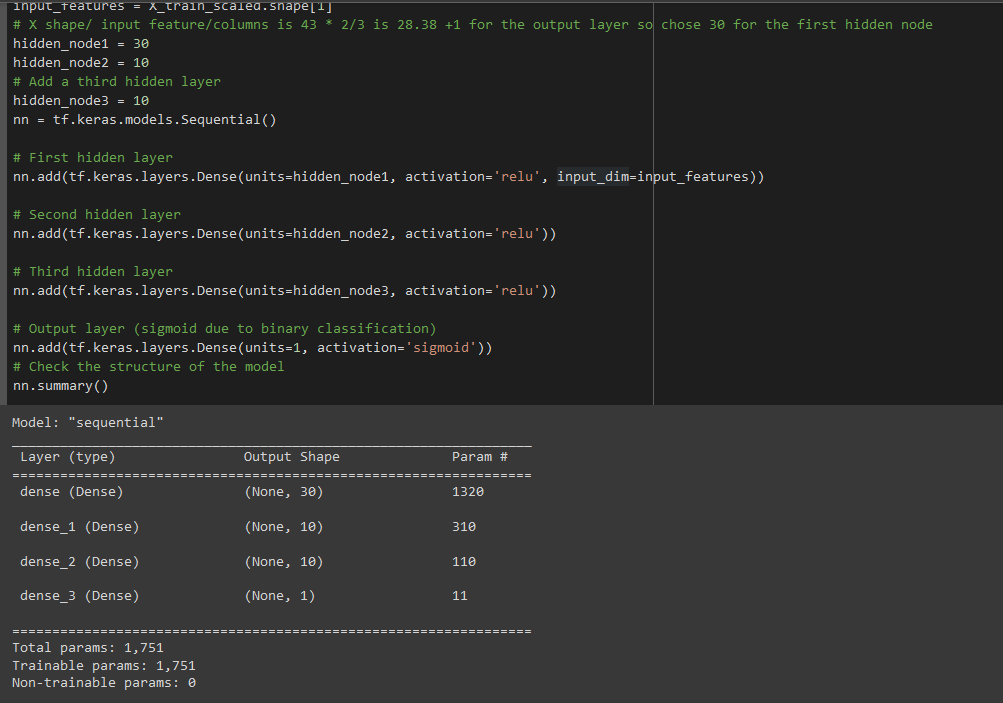 input_features = X_train_scaled.shape[1]
# X shape/ input feature/columns is 43 * 2/3 is 28.38 +1 for the output layer so chose 30 for the first hidden node
hidden_node1 = 30
hidden_node2 = 10
# Add a third hidden layer
hidden_node3 = 10
nn = tf.keras.models.Sequential()
# First hidden layer
nn.add(tf.keras.layers.Dense(units=hidden_node1, activation='relu', input_dim=input_features))
# Second hidden layer
nn.add(tf.keras.layers.Dense(units=hidden_node2, activation='relu'))
# Third hidden layer
nn.add(tf.keras.layers.Dense(units=hidden_node3, activation='relu'))
# Output layer (sigmoid due to binary classification)
nn.add(tf.keras.layers.Dense(units=1, activation='sigmoid'))
# Check the structure of the model
nn.summary()
Model: "sequential"
Layer (type) Output Shape Param #
dense (Dense) (None, 30) 1320
dense_1 (Dense) (None, 10) 310
dense_2 (Dense) (None, 10) 110
dense_3 (Dense) (None, 1) 11
Total params: 1,751
Trainable params: 1,751
Non-trainable params: 0